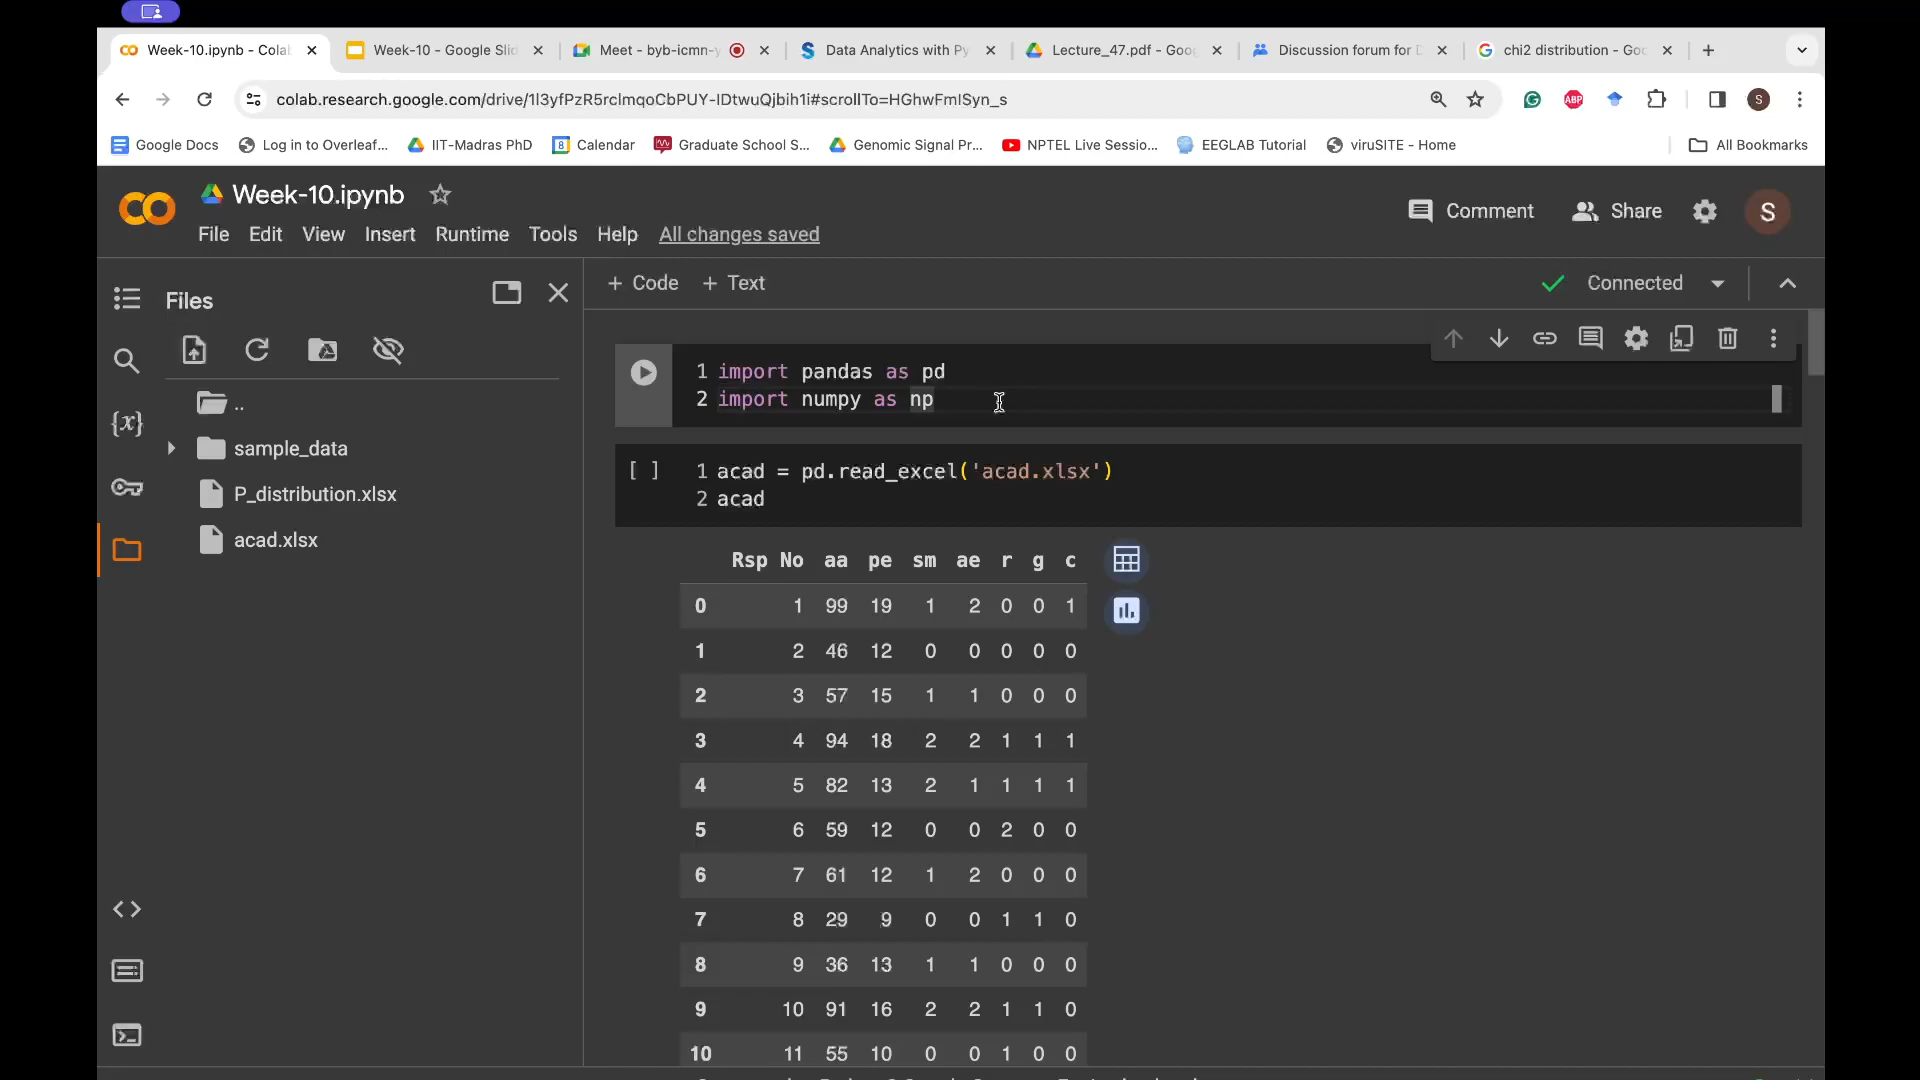 Week-10.ipynb - Cola
Week-10 - Google Slid
Meet - byb-icmn-y
Data Analytics with Py
Lecture_47.pdf - Goog
Discussion forum for D
chi2 distribution - Goo
colab.research.google.com/drive/1l3yfPzR5rclmqoCbPUY-IDtwuQjbih1i#scrollTo=HGhwFmISyn_s
ABP
S
Google Docs
Log in to Overleaf...
IIT-Madras PhD
Calendar
Graduate School S...
Genomic Signal Pr...
NPTEL Live Sessio...
EEGLAB Tutorial
viruSITE - Home
All Bookmarks
Week-10.ipynb
Comment
Share
S
File Edit View Insert Runtime Tools Help All changes saved
Files
+ Code + Text
Connected
..
sample_data
P_distribution.xlsx
acad.xlsx
1 import pandas as pd
2 import numpy as np
[ ] 1 acad = pd.read_excel('acad.xlsx')
2 acad
Rsp No aa pe sm ae r g c
0 1 99 19 1 2 0 0 1
1 2 46 12 0 0 0 0 0
2 3 57 15 1 1 0 0 0
3 4 94 18 2 2 1 1 1
4 5 82 13 2 1 1 1 1
5 6 59 12 0 0 2 0 0
6 7 61 12 1 2 0 0 0
7 8 29 9 0 0 1 1 0
8 9 36 13 1 1 0 0 0
9 10 91 16 2 2 1 1 0
10 11 55 10 0 0 1 0 0